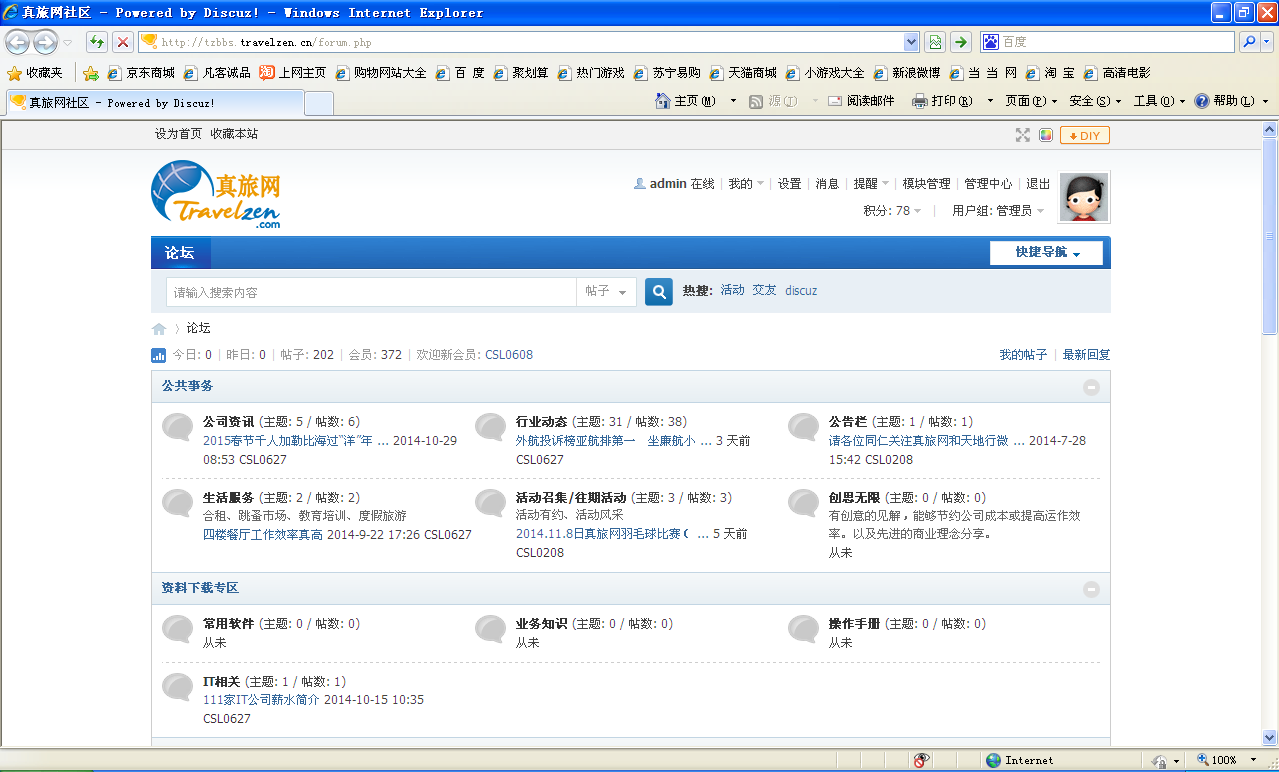 真旅网社区 - Powered by Discuz! - Windows Internet Explorer
http://tzbbs.travelzen.cn/forum.php 百度
收藏夹 京东商城 凡客诚品 淘 上网主页 购物网站大全 百 度 聚划算 热门游戏 苏宁易购 天猫商城 小游戏大全 新浪微博 当 当 网 淘 宝 高清电影
真旅网社区 - Powered by Discuz! 主页(M) 源(J) 阅读邮件 打印(R) 页面(P) 安全(S) 工具(O) 帮助(L)
设为首页 收藏本站 DIY
真旅网
Travelzen
.com
admin 在线 我的 设置 消息 提醒 模块管理 管理中心 退出
积分: 78 用户组: 管理员
论坛 快捷导航
请输入搜索内容 帖子 热搜: 活动 交友 discuz
论坛
今日: 0 昨日: 0 帖子: 202 会员: 372 欢迎新会员: CSL0608 我的帖子 最新回复
公共事务
公司资讯 (主题: 5 / 帖数: 6)
2015春节千人加勒比海过"洋"年 ... 2014-10-29
08:53 CSL0627
行业动态 (主题: 31 / 帖数: 38)
外航投诉榜亚航排第一 坐廉航小 ... 3 天前
CSL0627
公告栏 (主题: 1 / 帖数: 1)
请各位同仁关注真旅网和天地行微 ... 2014-7-28
15:42 CSL0208
生活服务 (主题: 2 / 帖数: 2)
合租、跳蚤市场、教育培训、度假旅游
四楼餐厅工作效率真高 2014-9-22 17:26 CSL0627
活动召集/往期活动 (主题: 3 / 帖数: 3)
活动有约、活动风采
2014.11.8日真旅网羽毛球比赛 ( ... 5 天前
CSL0208
创思无限 (主题: 0 / 帖数: 0)
有创意的见解，能够节约公司成本或提高运作效
率。以及先进的商业理念分享。
从未
资料下载专区
常用软件 (主题: 0 / 帖数: 0)
从未
业务知识 (主题: 0 / 帖数: 0)
从未
操作手册 (主题: 0 / 帖数: 0)
从未
IT相关 (主题: 1 / 帖数: 1)
111家IT公司薪水简介 2014-10-15 10:35
CSL0627
Internet 100%